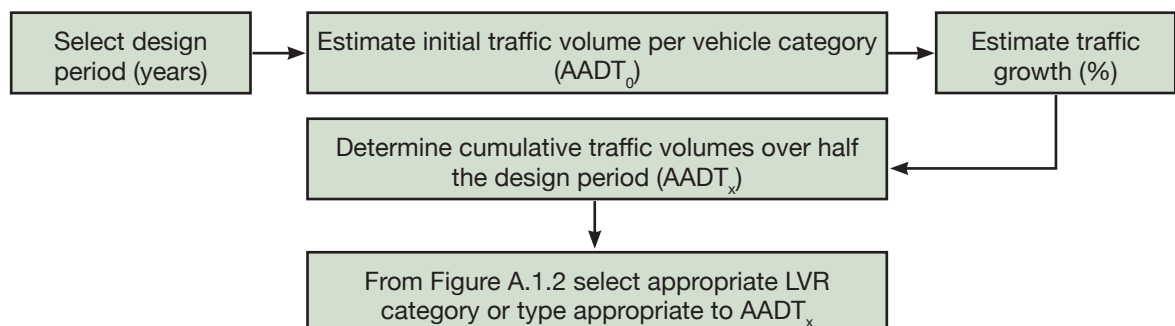 Select design
period (years)
Estimate initial traffic volume per vehicle category
(AADT₀)
Estimate traffic
growth (%)
Determine cumulative traffic volumes over half
the design period (AADTₓ)
From Figure A.1.2 select appropriate LVR
category or type appropriate to AADTₓ